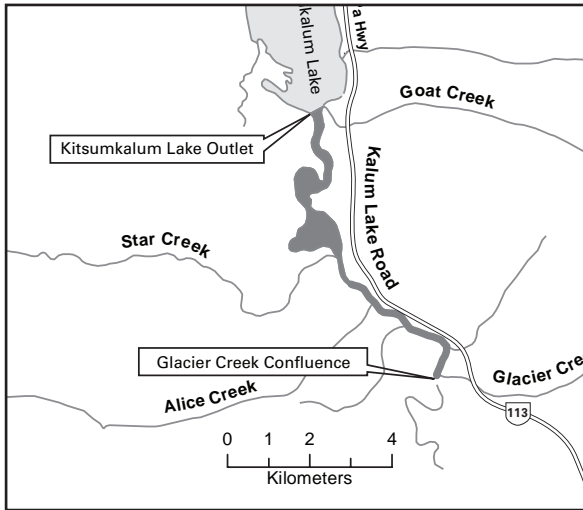 kalum Lake
'a Hwy
Goat Creek
Kitsumkalum Lake Outlet
Kalum Lake Road
Star Creek
Glacier Creek Confluence
Glacier Cre
Alice Creek
113
0 2 4
Kilometers